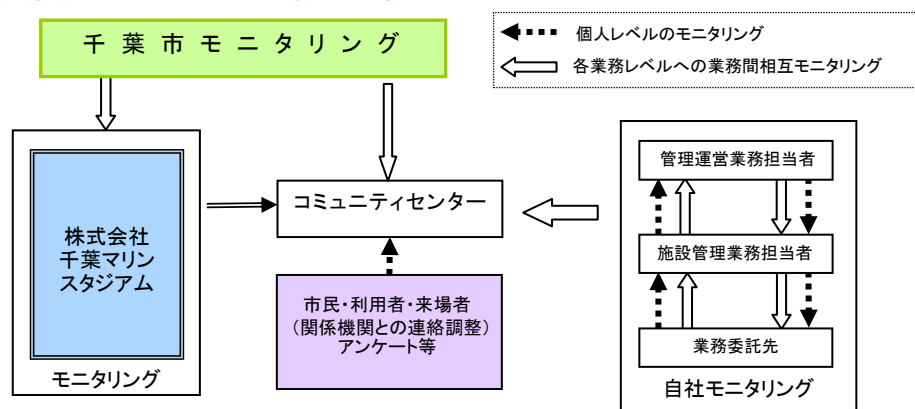 千葉市モニタリング
個人レベルのモニタリング
各業務レベルへの業務間相互モニタリング
株式会社
千葉マリン
スタジアム
モニタリング
コミュニティセンター
市民・利用者・来場者
（関係機関との連絡調整）
アンケート等
管理運営業務担当者
施設管理業務担当者
業務委託先
自社モニタリング